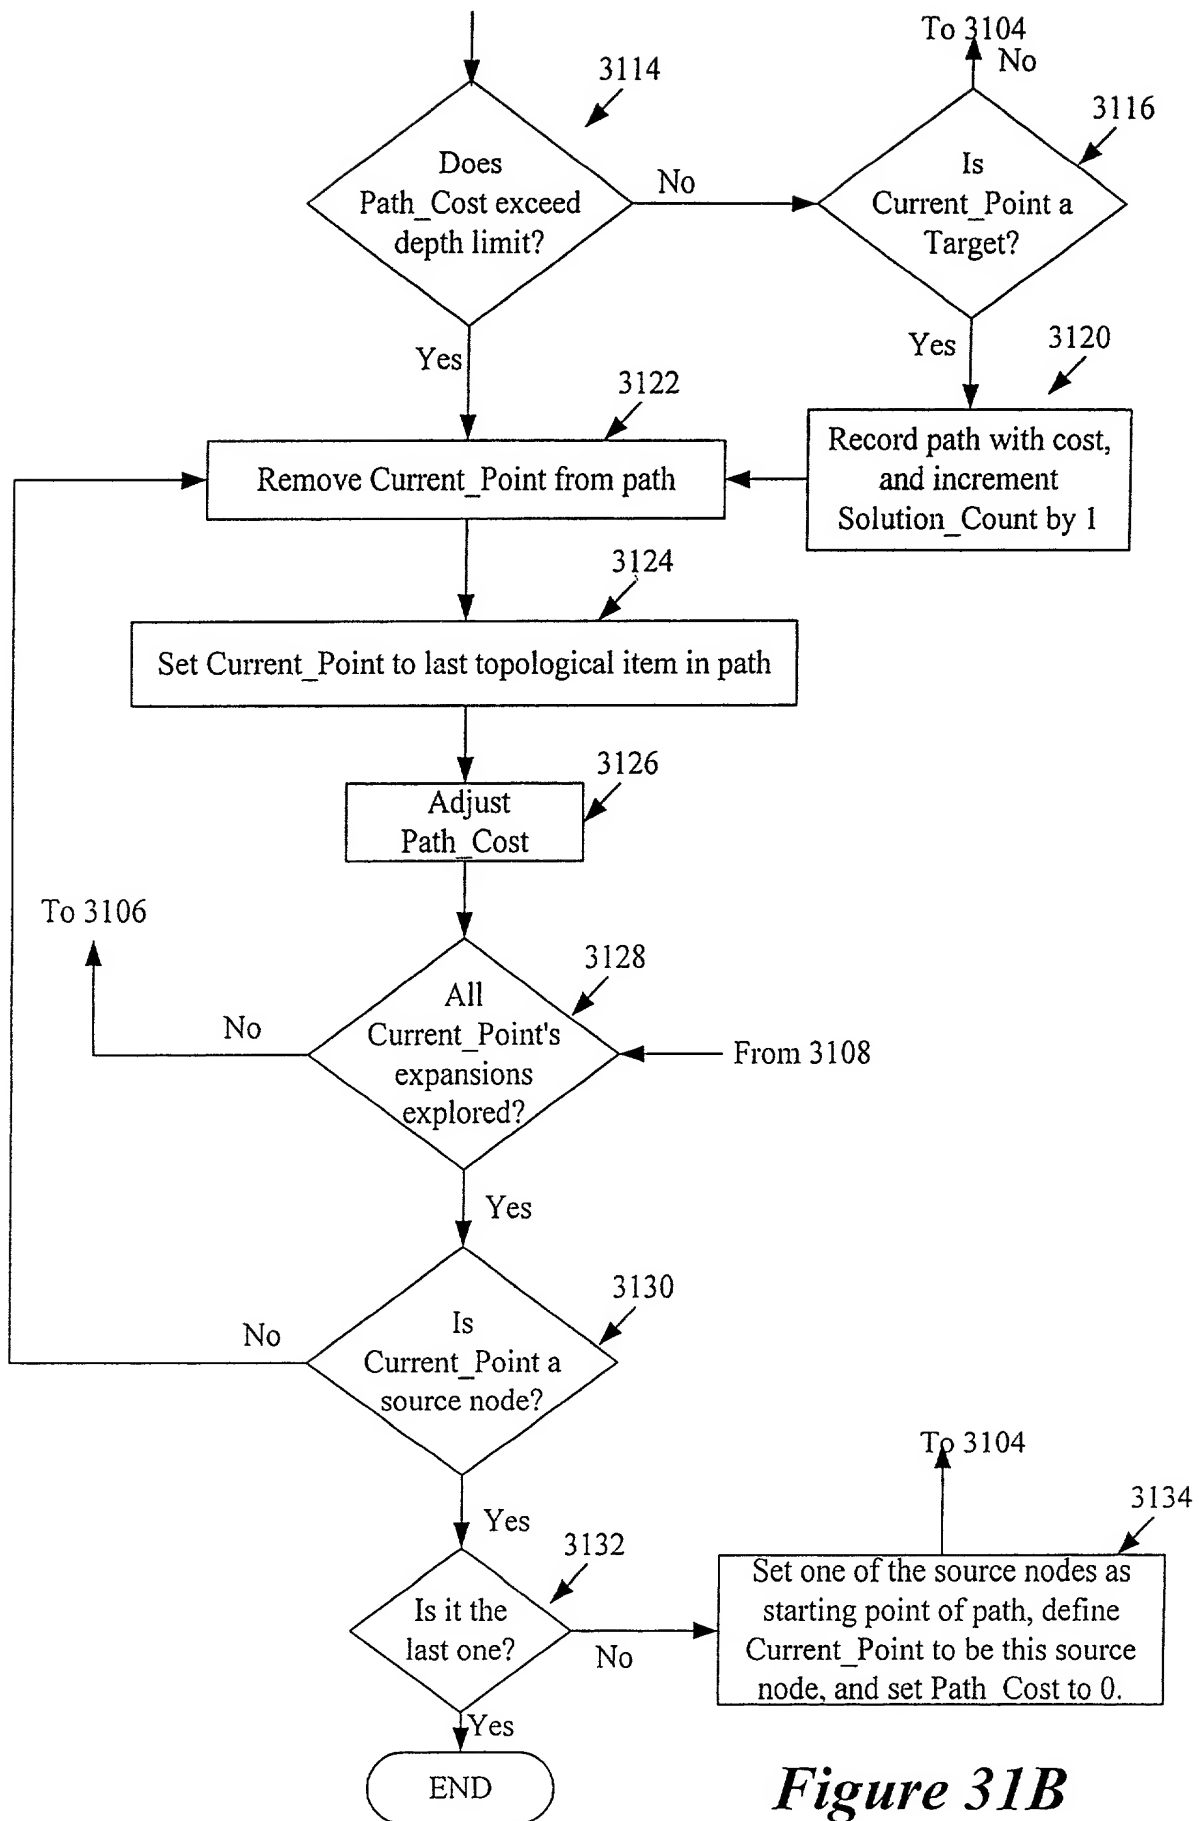 To 3104
No
3114
3116
Does
Path_Cost exceed
depth limit?
No
Is
Current_Point a
Target?
Yes
Yes
3120
3122
Remove Current_Point from path
Record path with cost,
and increment
Solution_Count by 1
3124
Set Current_Point to last topological item in path
3126
Adjust
Path_Cost
To 3106
3128
All
Current_Point's
expansions
explored?
No
From 3108
Yes
3130
No
Is
Current_Point a
source node?
To 3104
Yes
3134
3132
Is it the
last one?
No
Set one of the source nodes as
starting point of path, define
Current_Point to be this source
node, and set Path_Cost to 0.
Yes
END
Figure 31B